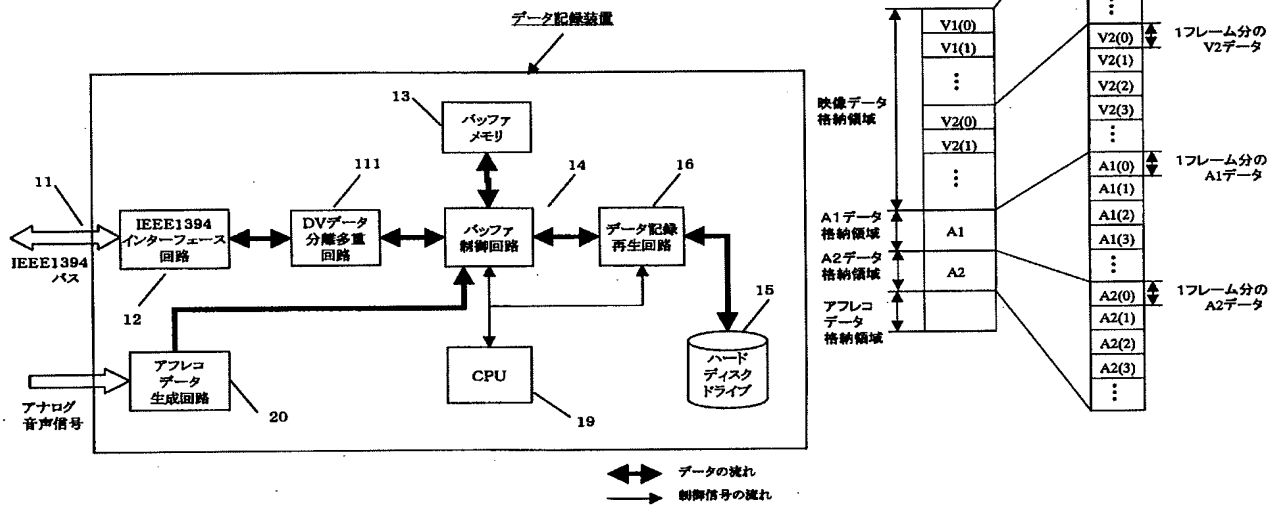 データ記録装置
13
バッファ
メモリ
111
14
16
11
IEEE1394
インターフェース
回路
DVデータ
分離多重
回路
バッファ
制御回路
データ記録
再生回路
IEEE1394
バス
12
15
アフレコ
データ
生成回路
CPU
ハード
ディスク
ドライブ
アナログ
音声信号
20
19
データの流れ
制御信号の流れ
映像データ
格納領域
V1(0)
V1(1)
⋮
V2(0)
V2(1)
⋮
A1データ
格納領域
A1
A2データ
格納領域
A2
アフレコ
データ
格納領域
⋮
V2(0)
V2(1)
V2(2)
V2(3)
⋮
A1(0)
A1(1)
A1(2)
A1(3)
⋮
A2(0)
A2(1)
A2(2)
A2(3)
⋮
1フレーム分の
V2データ
1フレーム分の
A1データ
1フレーム分の
A2データ